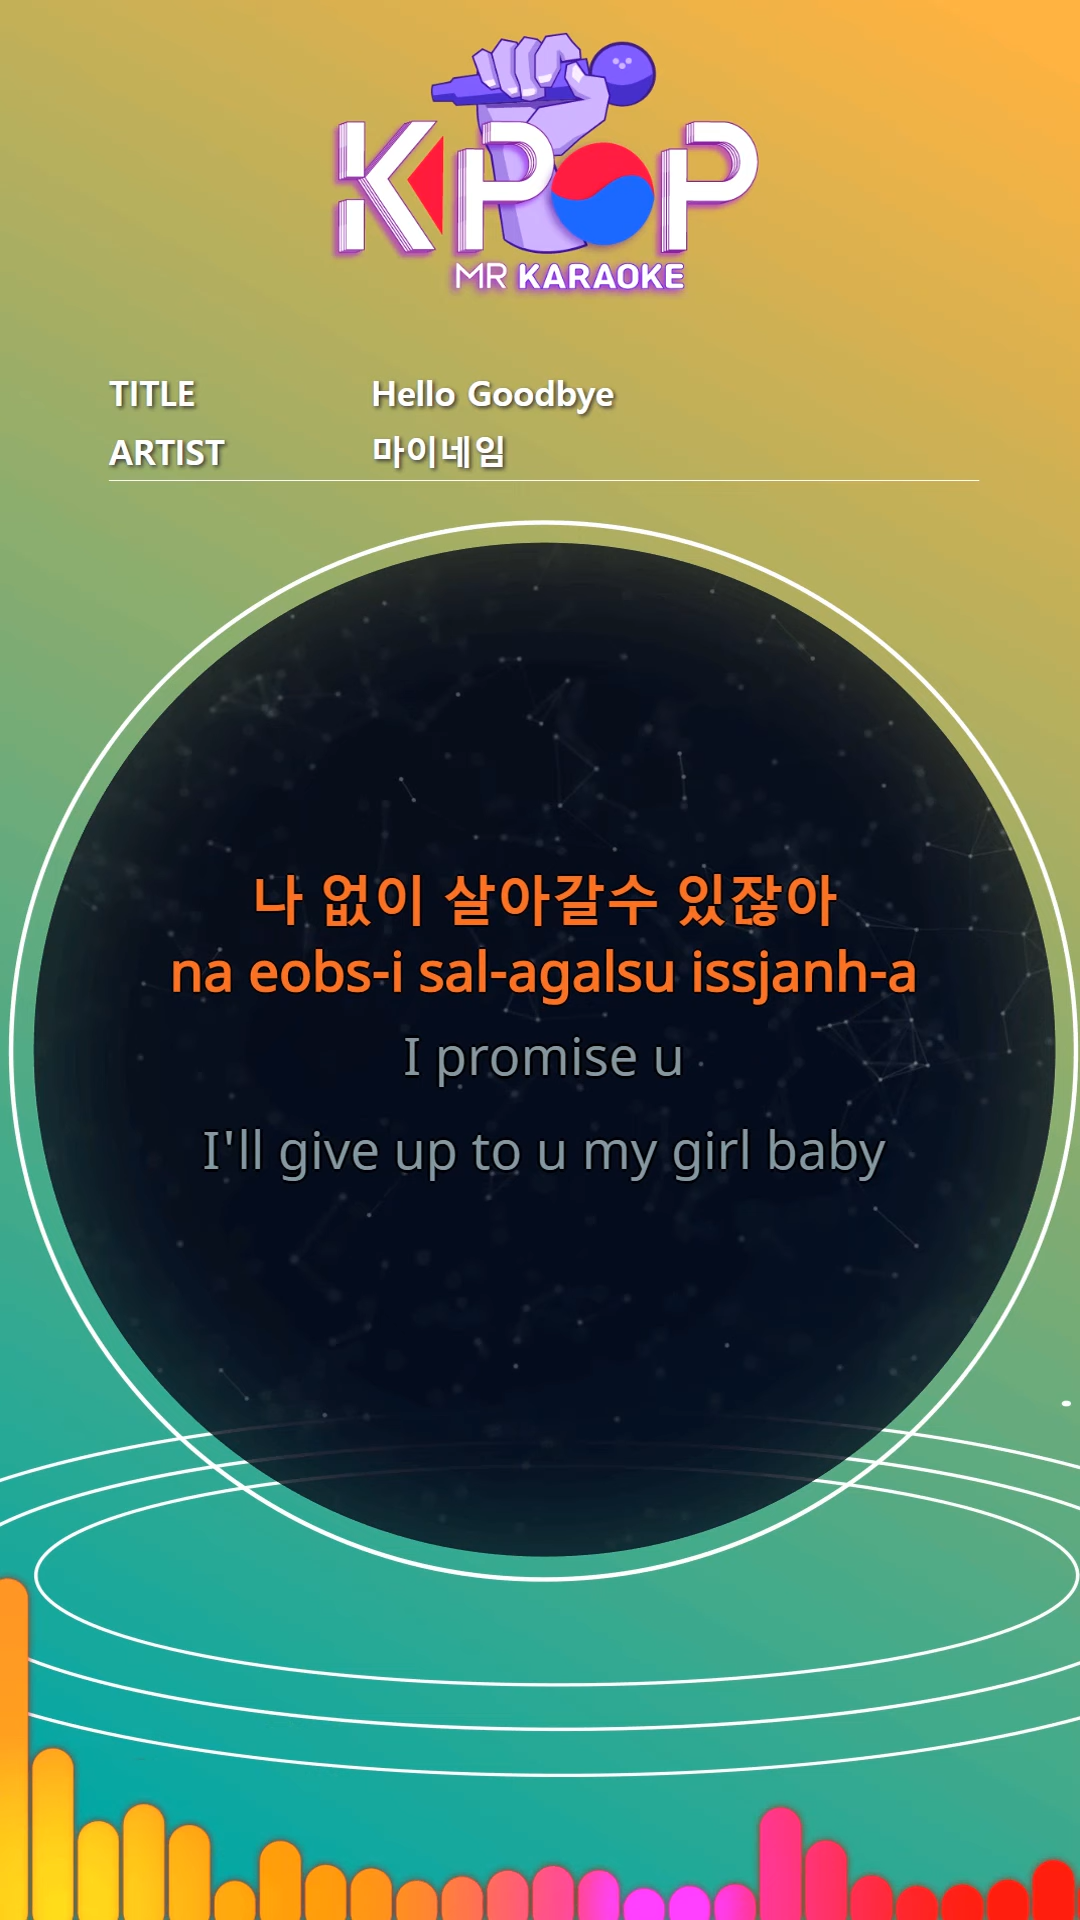 KPOP
MR KARAOKE
TITLE Hello Goodbye
ARTIST 마이네임
나 없이 살아갈수 있잖아
na eobs-i sal-agalsu issjanh-a
I promise u
I'll give up to u my girl baby